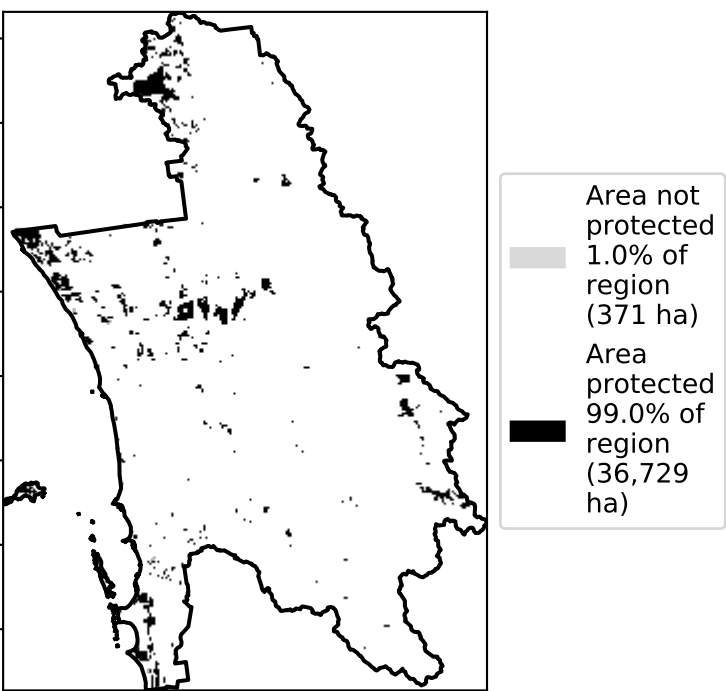 Area not
protected
1.0% of
region
(371 ha)
Area
protected
99.0% of
region
(36,729
ha)